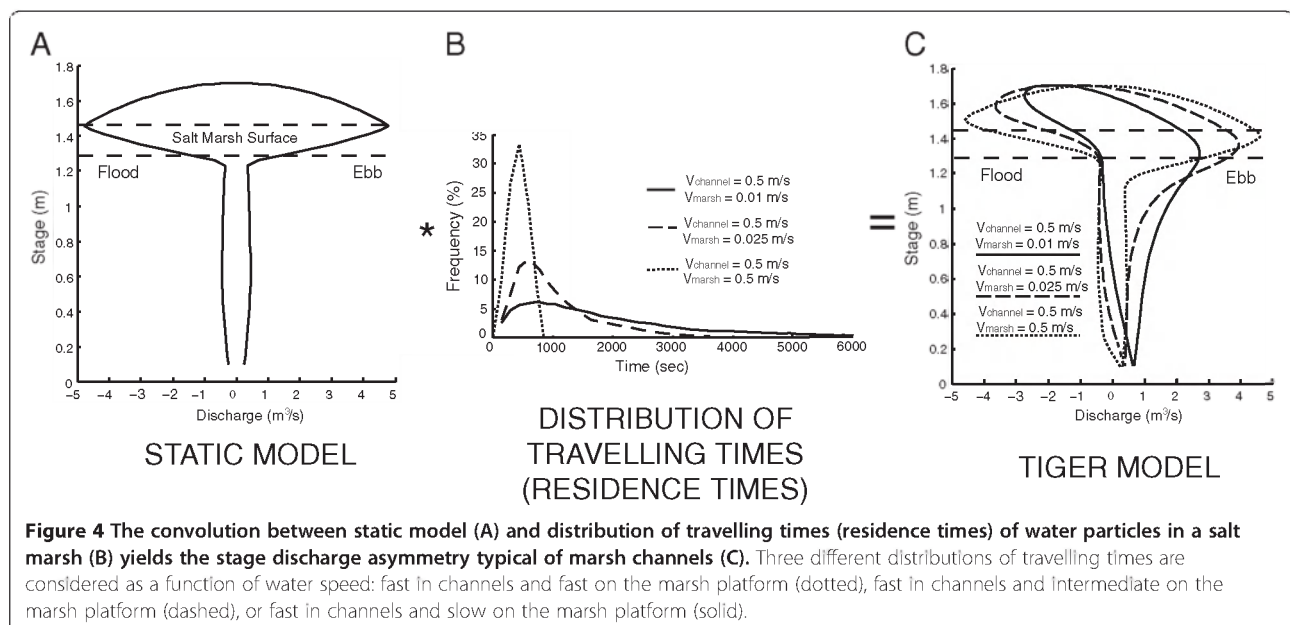 A
B
C
1.8
1.6
1.4
1.2
1
0.8
0.6
0.4
0.2
0
Stage (m)
Salt Marsh Surface
Flood
Ebb
−5 −4 −3 −2 −1 0 1 2 3 4 5
Discharge (m³/s)
STATIC MODEL
*
35
30
25
20
15
10
5
0
Frequency (%)
Vchannel = 0.5 m/s
Vmarsh = 0.01 m/s
Vchannel = 0.5 m/s
Vmarsh = 0.025 m/s
Vchannel = 0.5 m/s
Vmarsh = 0.5 m/s
0 1000 2000 3000 4000 5000 6000
Time (sec)
DISTRIBUTION OF
TRAVELLING TIMES
(RESIDENCE TIMES)
=
1.8
1.6
1.4
1.2
1
0.8
0.6
0.4
0.2
0
Stage (m)
Flood
Ebb
Vchannel = 0.5 m/s
Vmarsh = 0.01 m/s
Vchannel = 0.5 m/s
Vmarsh = 0.025 m/s
Vchannel = 0.5 m/s
Vmarsh = 0.5 m/s
−5 −4 −3 −2 −1 0 1 2 3 4 5
Discharge (m³/s)
TIGER MODEL
Figure 4 The convolution between static model (A) and distribution of travelling times (residence times) of water particles in a salt
marsh (B) yields the stage discharge asymmetry typical of marsh channels (C). Three different distributions of travelling times are
considered as a function of water speed: fast in channels and fast on the marsh platform (dotted), fast in channels and intermediate on the
marsh platform (dashed), or fast in channels and slow on the marsh platform (solid).